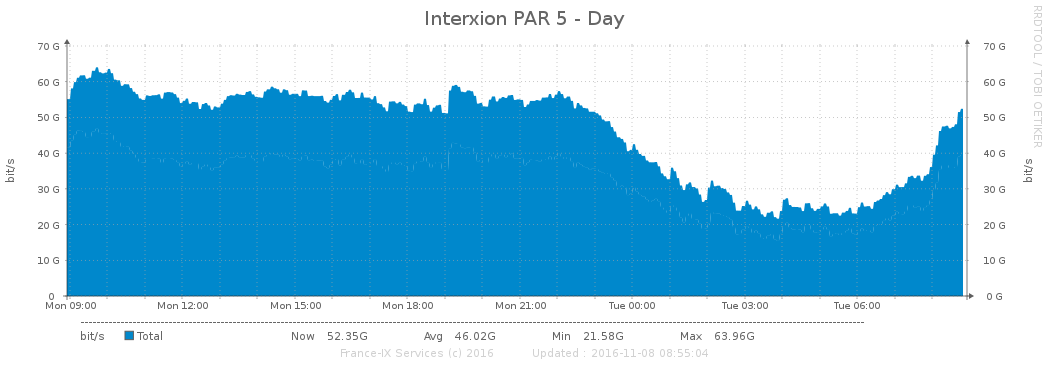 Interxion PAR 5 - Day
RRDTOOL / TOBI OETIKER
bit/s
70 G 70 G
60 G 60 G
50 G 50 G
40 G 40 G
30 G 30 G
20 G 20 G
10 G 10 G
0 0 G
bit/s
Mon 09:00 Mon 12:00 Mon 15:00 Mon 18:00 Mon 21:00 Tue 00:00 Tue 03:00 Tue 06:00
bit/s Total Now 52.35G Avg 46.02G Min 21.58G Max 63.96G
France-IX Services (c) 2016 Updated : 2016-11-08 08:55:04